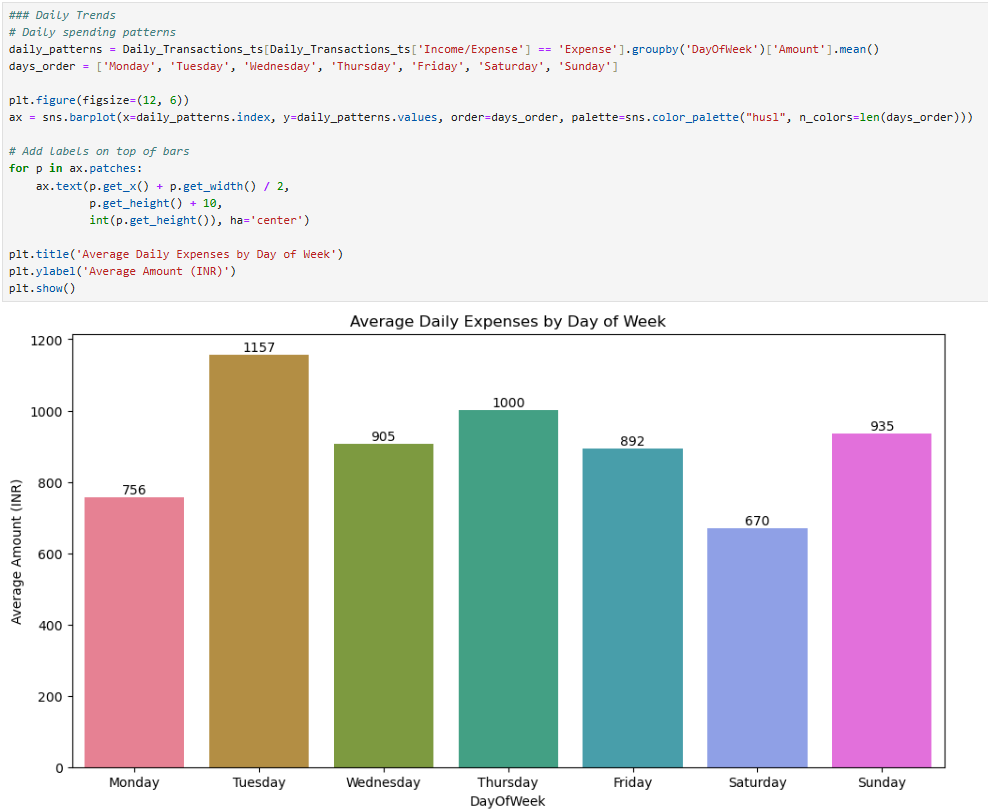 ### Daily Trends
# Daily spending patterns
daily_patterns = Daily_Transactions_ts[Daily_Transactions_ts['Income/Expense'] == 'Expense'].groupby('DayOfWeek')['Amount'].mean()
days_order = ['Monday', 'Tuesday', 'Wednesday', 'Thursday', 'Friday', 'Saturday', 'Sunday']
plt.figure(figsize=(12, 6))
ax = sns.barplot(x=daily_patterns.index, y=daily_patterns.values, order=days_order, palette=sns.color_palette("husl", n_colors=len(days_order)))
# Add labels on top of bars
for p in ax.patches:
    ax.text(p.get_x() + p.get_width() / 2,
            p.get_height() + 10,
            int(p.get_height()), ha='center')
plt.title('Average Daily Expenses by Day of Week')
plt.ylabel('Average Amount (INR)')
plt.show()
Average Daily Expenses by Day of Week
Average Amount (INR)
1200
1000
800
600
400
200
0
756
1157
905
1000
892
670
935
Monday
Tuesday
Wednesday
Thursday
Friday
Saturday
Sunday
DayOfWeek